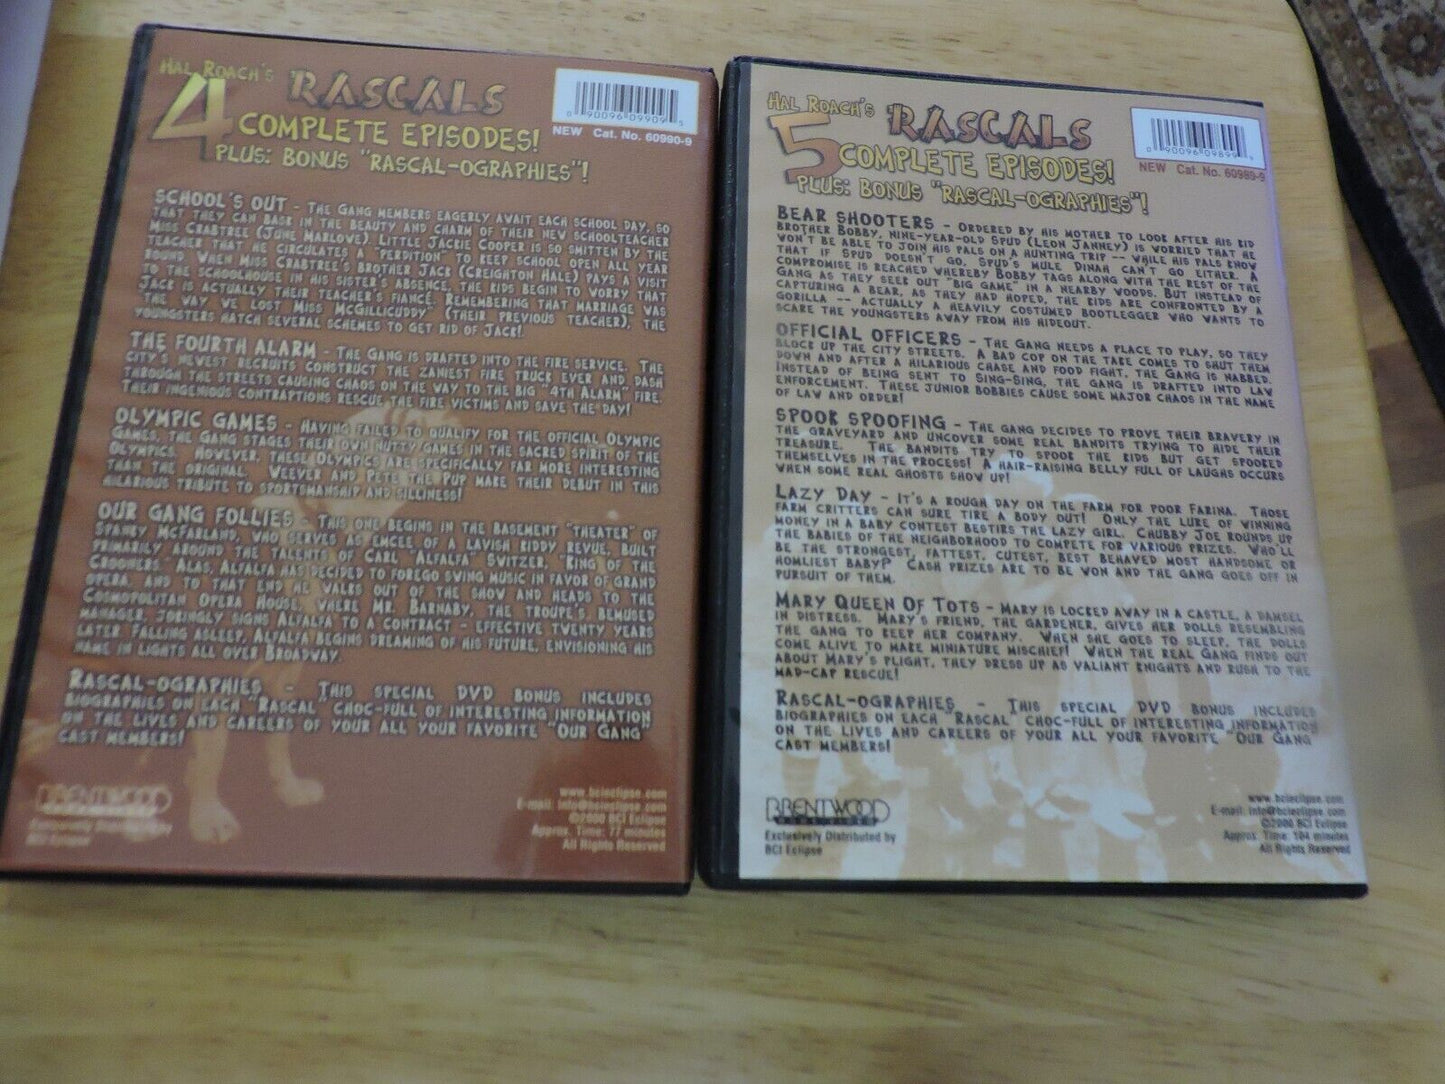 HAL ROACH'S RASCALS
4 COMPLETE EPISODES!
PLUS: BONUS "RASCAL-OGRAPHIES"!
0 90096 09909 5
NEW Cat. No. 60990-9
SCHOOL'S OUT - THE GANG MEMBERS EAGERLY AWAIT EACH SCHOOL DAY, SO
THAT THEY CAN BASK IN THE BEAUTY AND CHARM OF THEIR NEW SCHOOLTEACHER
MISS CRABTREE (JUNE MARLOWE). LITTLE JACKIE COOPER IS SO SMITTEN BY THE
TEACHER THAT HE CIRCULATES A "PERDITION" TO KEEP SCHOOL OPEN ALL YEAR
ROUND. WHEN MISS CRABTREE'S BROTHER JACK (CREIGHTON HALE) PAYS A VISIT
TO THE SCHOOLHOUSE IN HIS SISTER'S ABSENCE, THE KIDS BEGIN TO WORRY THAT
JACK IS ACTUALLY THEIR TEACHER'S FIANCÉ. REMEMBERING THAT MARRIAGE WAS
THE WAY WE LOST MISS MCGILLICUDDY" (THEIR PREVIOUS TEACHER), THE
YOUNGSTERS HATCH SEVERAL SCHEMES TO GET RID OF JACK!
THE FOURTH ALARM - THE GANG IS DRAFTED INTO THE FIRE SERVICE. THE
CITY'S NEWEST RECRUITS CONSTRUCT THE ZANIEST FIRE TRUCK EVER AND DASH
THROUGH THE STREETS CAUSING CHAOS ON THE WAY TO THE BIG "4TH ALARM" FIRE.
THEIR INGENIOUS CONTRAPTIONS RESCUE THE FIRE VICTIMS AND SAVE THE DAY!
OLYMPIC GAMES - HAVING FAILED TO QUALIFY FOR THE OFFICIAL OLYMPIC
GAMES, THE GANG STAGES THEIR OWN NUTTY GAMES IN THE SACRED SPIRIT OF THE
OLYMPICS. HOWEVER, THESE OLYMPICS ARE SPECIFICALLY FAR MORE INTERESTING
THAN THE ORIGINAL. WEEVER AND PETE THE PUP MAKE THEIR DEBUT IN THIS
HILARIOUS TRIBUTE TO SPORTSMANSHIP AND SILLINESS!
OUR GANG FOLLIES - THIS ONE BEGINS IN THE BASEMENT "THEATER" OF
SPANKY MCFARLAND, WHO SERVES AS EMCEE OF A LAVISH KIDDY REVUE, BUILT
PRIMARILY AROUND THE TALENTS OF CARL "ALFALFA" SWITZER, "KING OF THE
CROONERS." ALAS, ALFALFA HAS DECIDED TO FOREGO SWING MUSIC IN FAVOR OF GRAND
OPERA, AND TO THAT END HE WALKS OUT OF THE SHOW AND HEADS TO THE
COSMOPOLITAN OPERA HOUSE, WHERE MR. BARNABY, THE TROUPE'S BEMUSED
MANAGER, JOKINGLY SIGNS ALFALFA TO A CONTRACT - EFFECTIVE TWENTY YEARS
LATER. FALLING ASLEEP, ALFALFA BEGINS DREAMING OF HIS FUTURE, ENVISIONING HIS
NAME IN LIGHTS ALL OVER BROADWAY.
RASCAL-OGRAPHIES - THIS SPECIAL DVD BONUS INCLUDES
BIOGRAPHIES ON EACH "RASCAL" CHOC-FULL OF INTERESTING INFORMATION
ON THE LIVES AND CAREERS OF YOUR ALL YOUR FAVORITE "OUR GANG"
CAST MEMBERS!
BRENTWOOD
HOME VIDEO
Exclusively Distributed by
BCI Eclipse
www.bcieclipse.com
E-mail: info@bcieclipse.com
©2000 BCI Eclipse
Approx. Time: 77 minutes
All Rights Reserved
HAL ROACH'S RASCALS
5 COMPLETE EPISODES!
PLUS: BONUS "RASCAL-OGRAPHIES"!
0 90096 09899 9
NEW Cat. No. 60989-9
BEAR SHOOTERS - ORDERED BY HIS MOTHER TO LOOK AFTER HIS KID
BROTHER BOBBY, NINE-YEAR-OLD SPUD (LEON JANNEY) IS WORRIED THAT HE
WON'T BE ABLE TO JOIN HIS PALS ON A HUNTING TRIP -- WHILE HIS PALS KNOW
THAT IF SPUD DOESN'T GO, SPUD'S MULE DINAH CAN'T GO EITHER. A
COMPROMISE IS REACHED WHEREBY BOBBY TAGS ALONG WITH THE REST OF THE
GANG AS THEY SEEK OUT "BIG GAME" IN A NEARBY WOODS. BUT INSTEAD OF
CAPTURING A BEAR, AS THEY HAD HOPED, THE KIDS ARE CONFRONTED BY A
GORILLA -- ACTUALLY A HEAVILY COSTUMED BOOTLEGGER WHO WANTS TO
SCARE THE YOUNGSTERS AWAY FROM HIS HIDEOUT.
OFFICIAL OFFICERS - THE GANG NEEDS A PLACE TO PLAY, SO THEY
BLOCK UP THE CITY STREETS. A BAD COP ON THE TAKE COMES TO SHUT THEM
DOWN AND AFTER A HILARIOUS CHASE AND FOOD FIGHT, THE GANG IS NABBED.
INSTEAD OF BEING SENT TO SING-SING, THE GANG IS DRAFTED INTO LAW
ENFORCEMENT. THESE JUNIOR BOBBIES CAUSE SOME MAJOR CHAOS IN THE NAME
OF LAW AND ORDER!
SPOOK SPOOFING - THE GANG DECIDES TO PROVE THEIR BRAVERY IN
THE GRAVEYARD AND UNCOVER SOME REAL BANDITS TRYING TO HIDE THEIR
TREASURE. THE BANDITS TRY TO SPOOK THE KIDS BUT GET SPOOKED
THEMSELVES IN THE PROCESS! A HAIR-RAISING BELLY FULL OF LAUGHS OCCURS
WHEN SOME REAL GHOSTS SHOW UP!
LAZY DAY - IT'S A ROUGH DAY ON THE FARM FOR POOR FARINA. THOSE
FARM CRITTERS CAN SURE TIRE A BODY OUT! ONLY THE LURE OF WINNING
MONEY IN A BABY CONTEST BESTIRS THE LAZY GIRL. CHUBBY JOE ROUNDS UP
THE BABIES OF THE NEIGHBORHOOD TO COMPETE FOR VARIOUS PRIZES. WHO'LL
BE THE STRONGEST, FATTEST, CUTEST, BEST BEHAVED MOST HANDSOME OR
HOMLIEST BABY? CASH PRIZES ARE TO BE WON AND THE GANG GOES OFF IN
PURSUIT OF THEM.
MARY QUEEN OF TOTS - MARY IS LOCKED AWAY IN A CASTLE, A DAMSEL
IN DISTRESS. MARY'S FRIEND, THE GARDENER, GIVES HER DOLLS RESEMBLING
THE GANG TO KEEP HER COMPANY. WHEN SHE GOES TO SLEEP, THE DOLLS
COME ALIVE TO MAKE MINIATURE MISCHIEF! WHEN THE REAL GANG FINDS OUT
ABOUT MARY'S PLIGHT, THEY DRESS UP AS VALIANT KNIGHTS AND RUSH TO THE
MAD-CAP RESCUE!
RASCAL-OGRAPHIES - THIS SPECIAL DVD BONUS INCLUDES
BIOGRAPHIES ON EACH "RASCAL" CHOC-FULL OF INTERESTING INFORMATION
ON THE LIVES AND CAREERS OF YOUR ALL YOUR FAVORITE "OUR GANG"
CAST MEMBERS!
BRENTWOOD
HOME VIDEO
Exclusively Distributed by
BCI Eclipse
www.bcieclipse.com
E-mail: info@bcieclipse.com
©2000 BCI Eclipse
Approx. Time: 104 minutes
All Rights Reserved